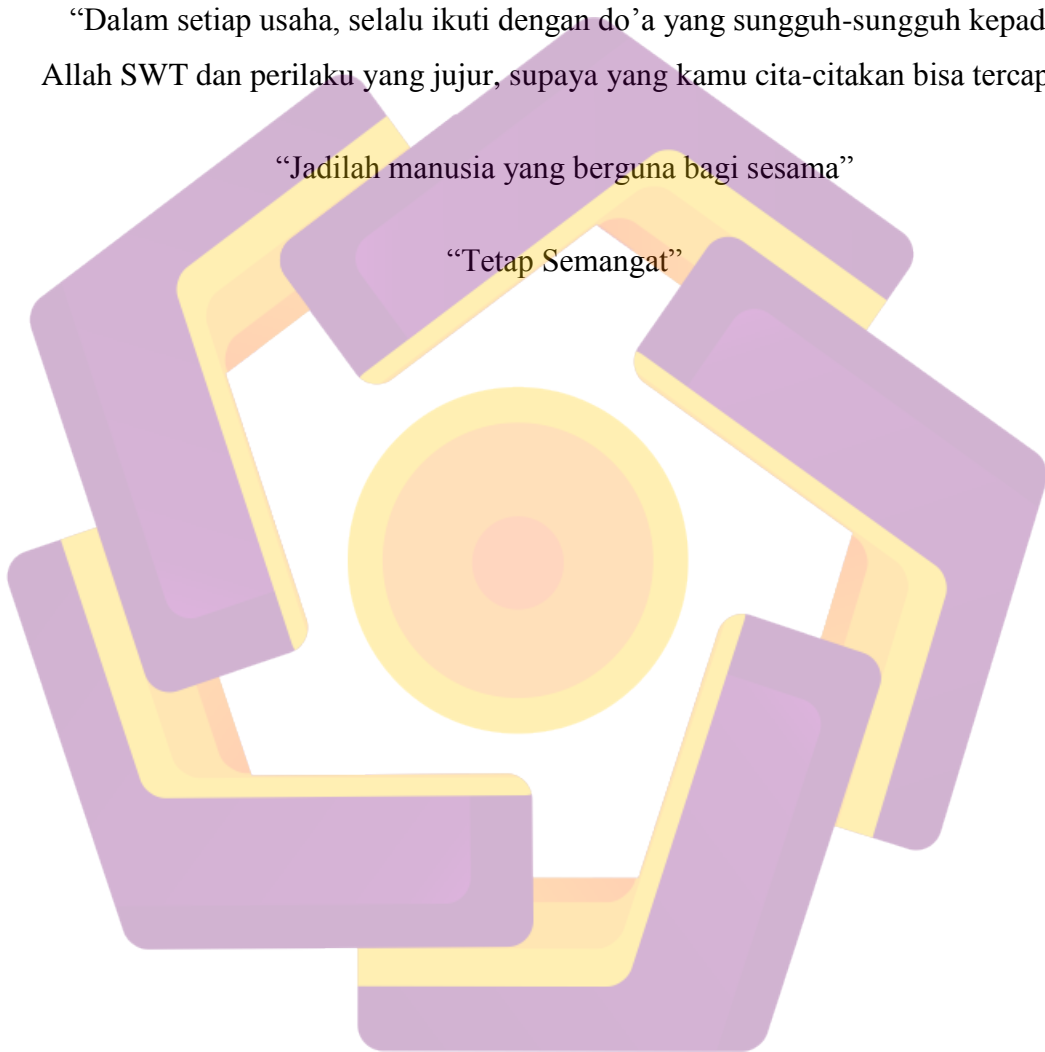 “Dalam setiap usaha, selalu ikuti dengan do’a yang sungguh-sungguh kepad
Allah SWT dan perilaku yang jujur, supaya yang kamu cita-citakan bisa tercap
“Jadilah manusia yang berguna bagi sesama”
“Tetap Semangat”